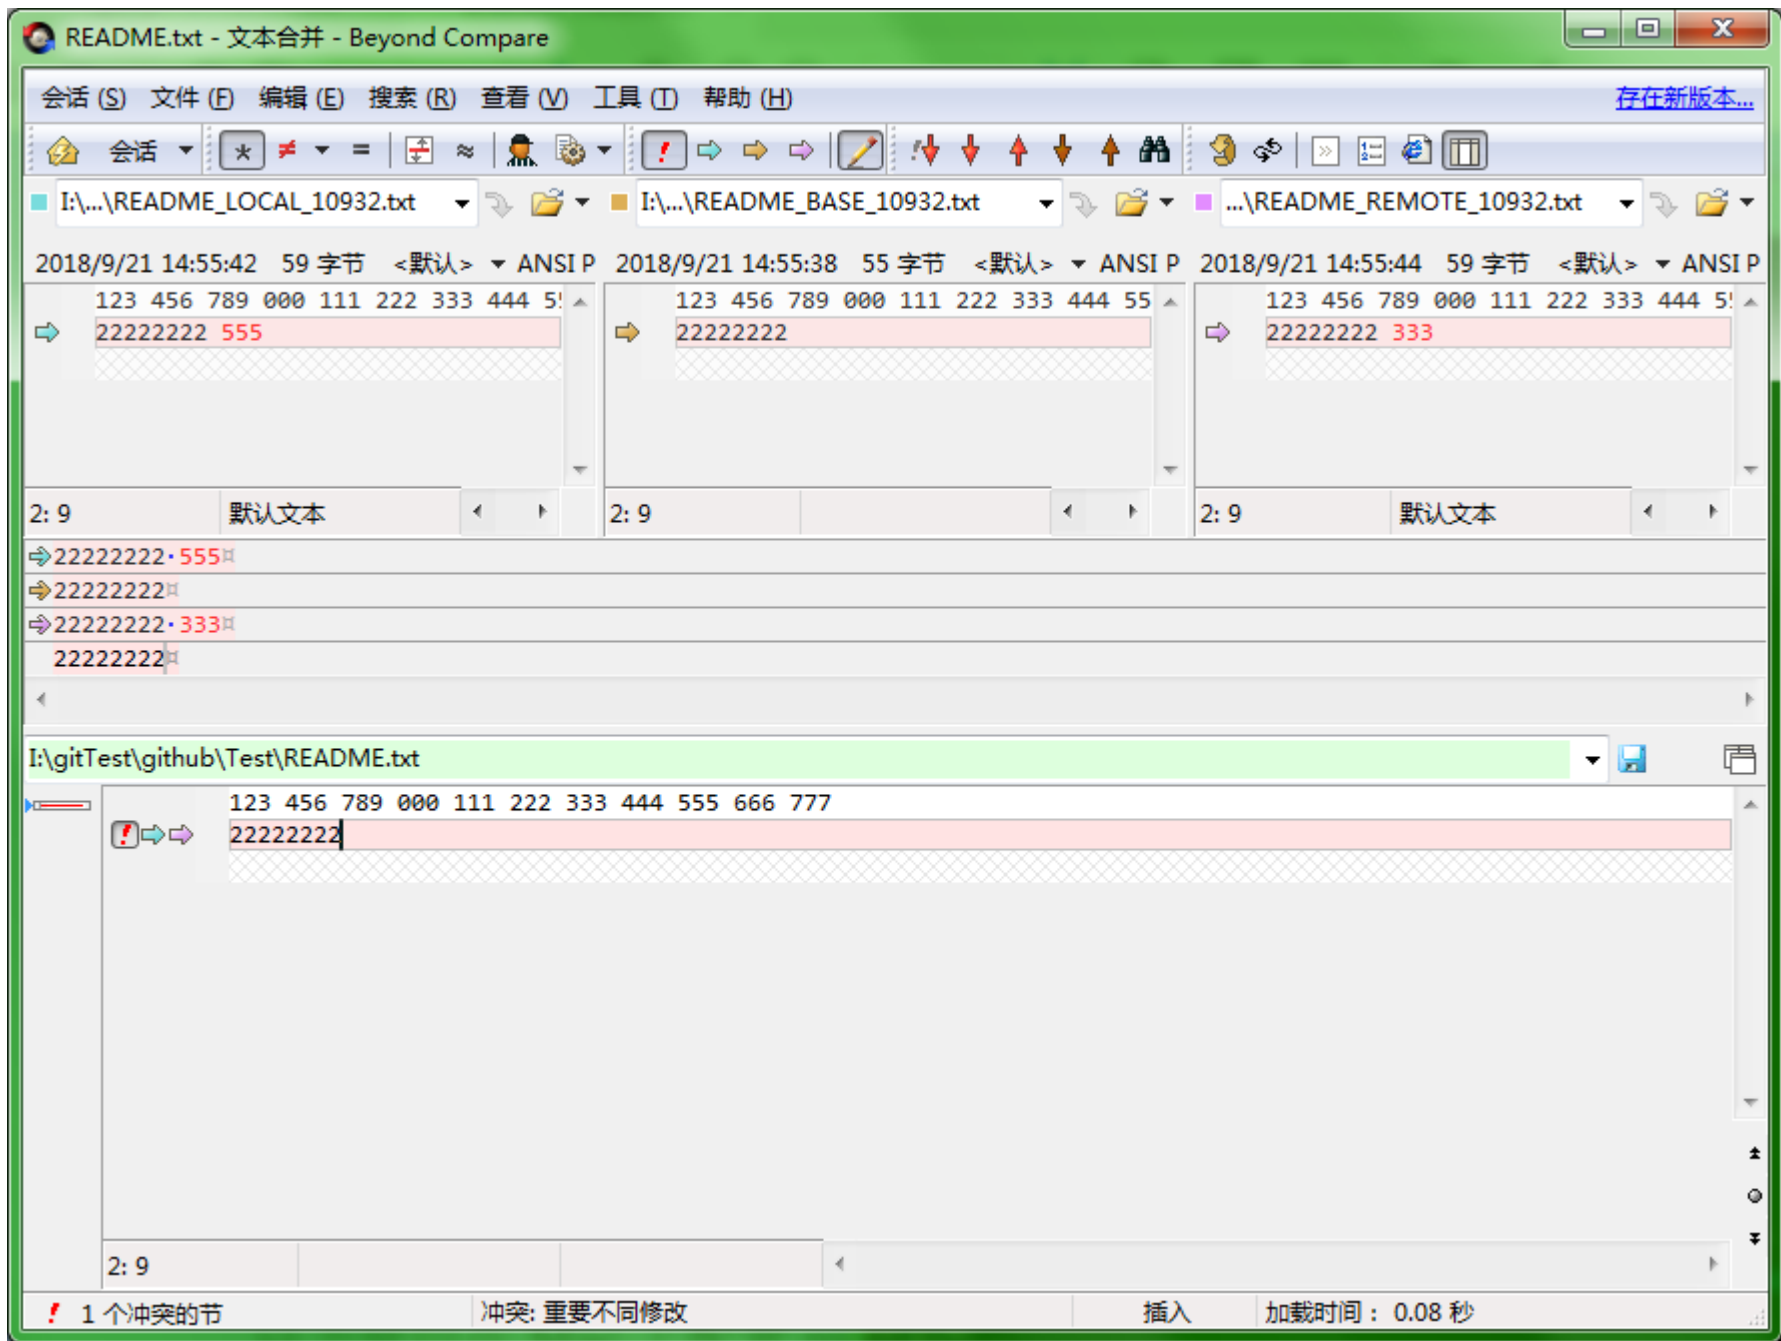 README.txt - 文本合并 - Beyond Compare
会话 (S) 文件 (F) 编辑 (E) 搜索 (R) 查看 (V) 工具 (T) 帮助 (H) 存在新版本...
会话
I:\...\README_LOCAL_10932.txt I:\...\README_BASE_10932.txt ...\README_REMOTE_10932.txt
2018/9/21 14:55:42 59 字节 <默认> ANSI P 2018/9/21 14:55:38 55 字节 <默认> ANSI P 2018/9/21 14:55:44 59 字节 <默认> ANSI P
123 456 789 000 111 222 333 444 5 123 456 789 000 111 222 333 444 55 123 456 789 000 111 222 333 444 5
22222222 555 22222222 22222222 333
2: 9 默认文本 2: 9 2: 9 默认文本
22222222·555¤
22222222¤
22222222·333¤
22222222¤
I:\gitTest\github\Test\README.txt
123 456 789 000 111 222 333 444 555 666 777
22222222
2: 9
1 个冲突的节 冲突: 重要不同修改 插入 加载时间： 0.08 秒